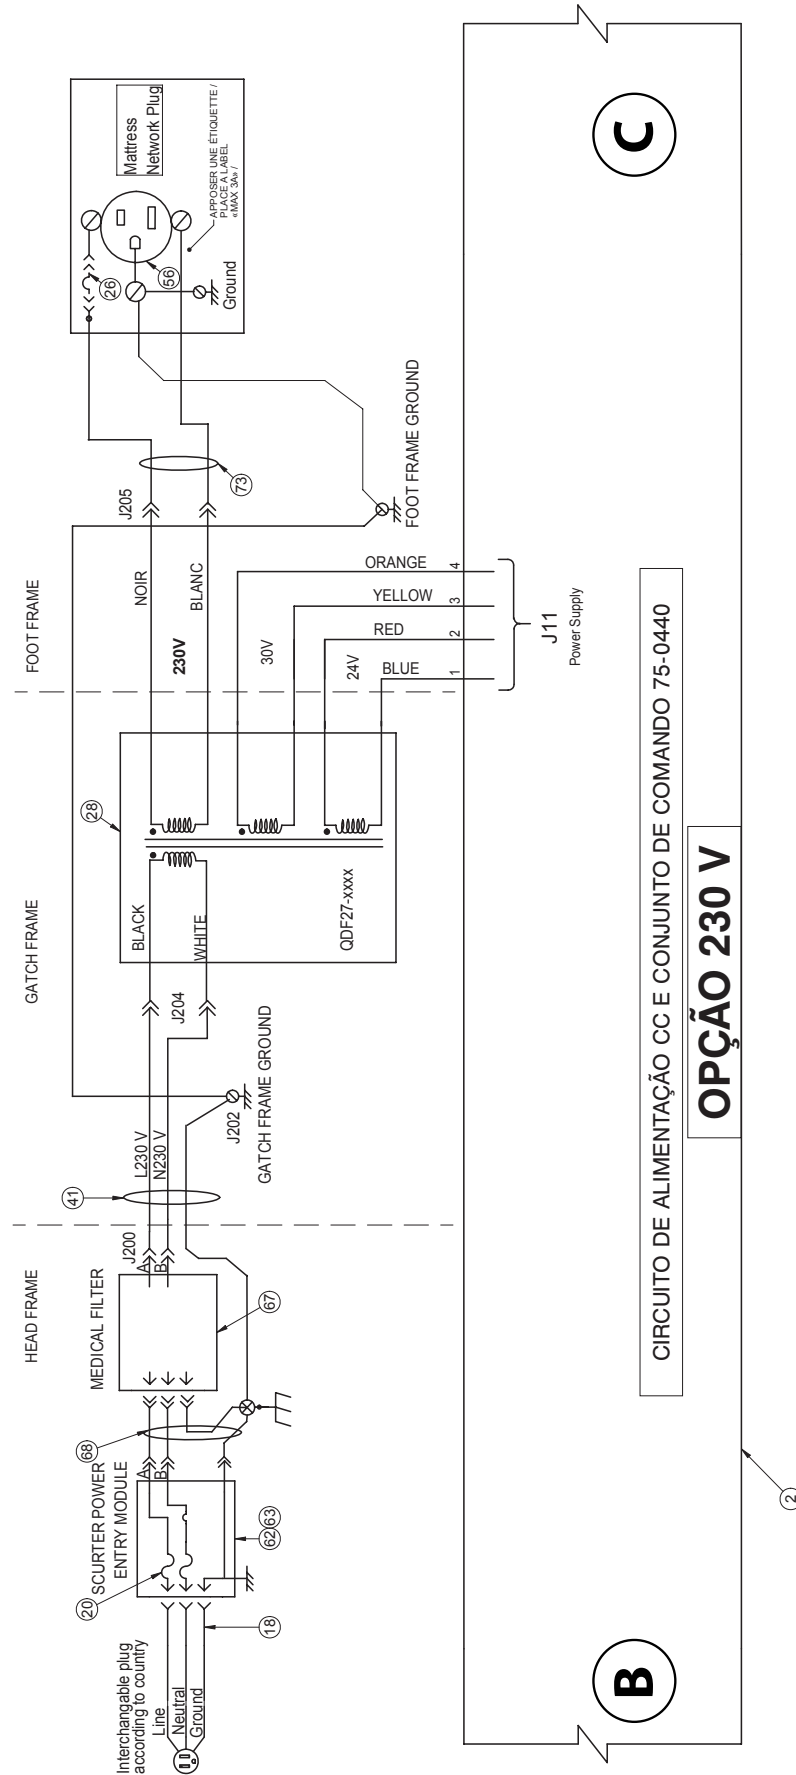 HEAD FRAME
GATCH FRAME
FOOT FRAME
Interchangable plug
according to country
Line
Neutral
Ground
18
20
SCURTER POWER
ENTRY MODULE
62
63
A
B
68
MEDICAL FILTER
67
J200
A
B
41
L230 V
N230 V
J202
GATCH FRAME GROUND
J204
BLACK
WHITE
28
QDF27-xxxx
NOIR
230V
BLANC
30V
24V
ORANGE
YELLOW
RED
BLUE
4
3
2
1
J11
Power Supply
J205
73
FOOT FRAME GROUND
26
56
Ground
Mattress
Network Plug
APPOSER UNE ÉTIQUETTE /
PLACE A LABEL
«MAX 3A» /
B
C
CIRCUITO DE ALIMENTAÇÃO CC E CONJUNTO DE COMANDO 75-0440
OPÇÃO 230 V
2